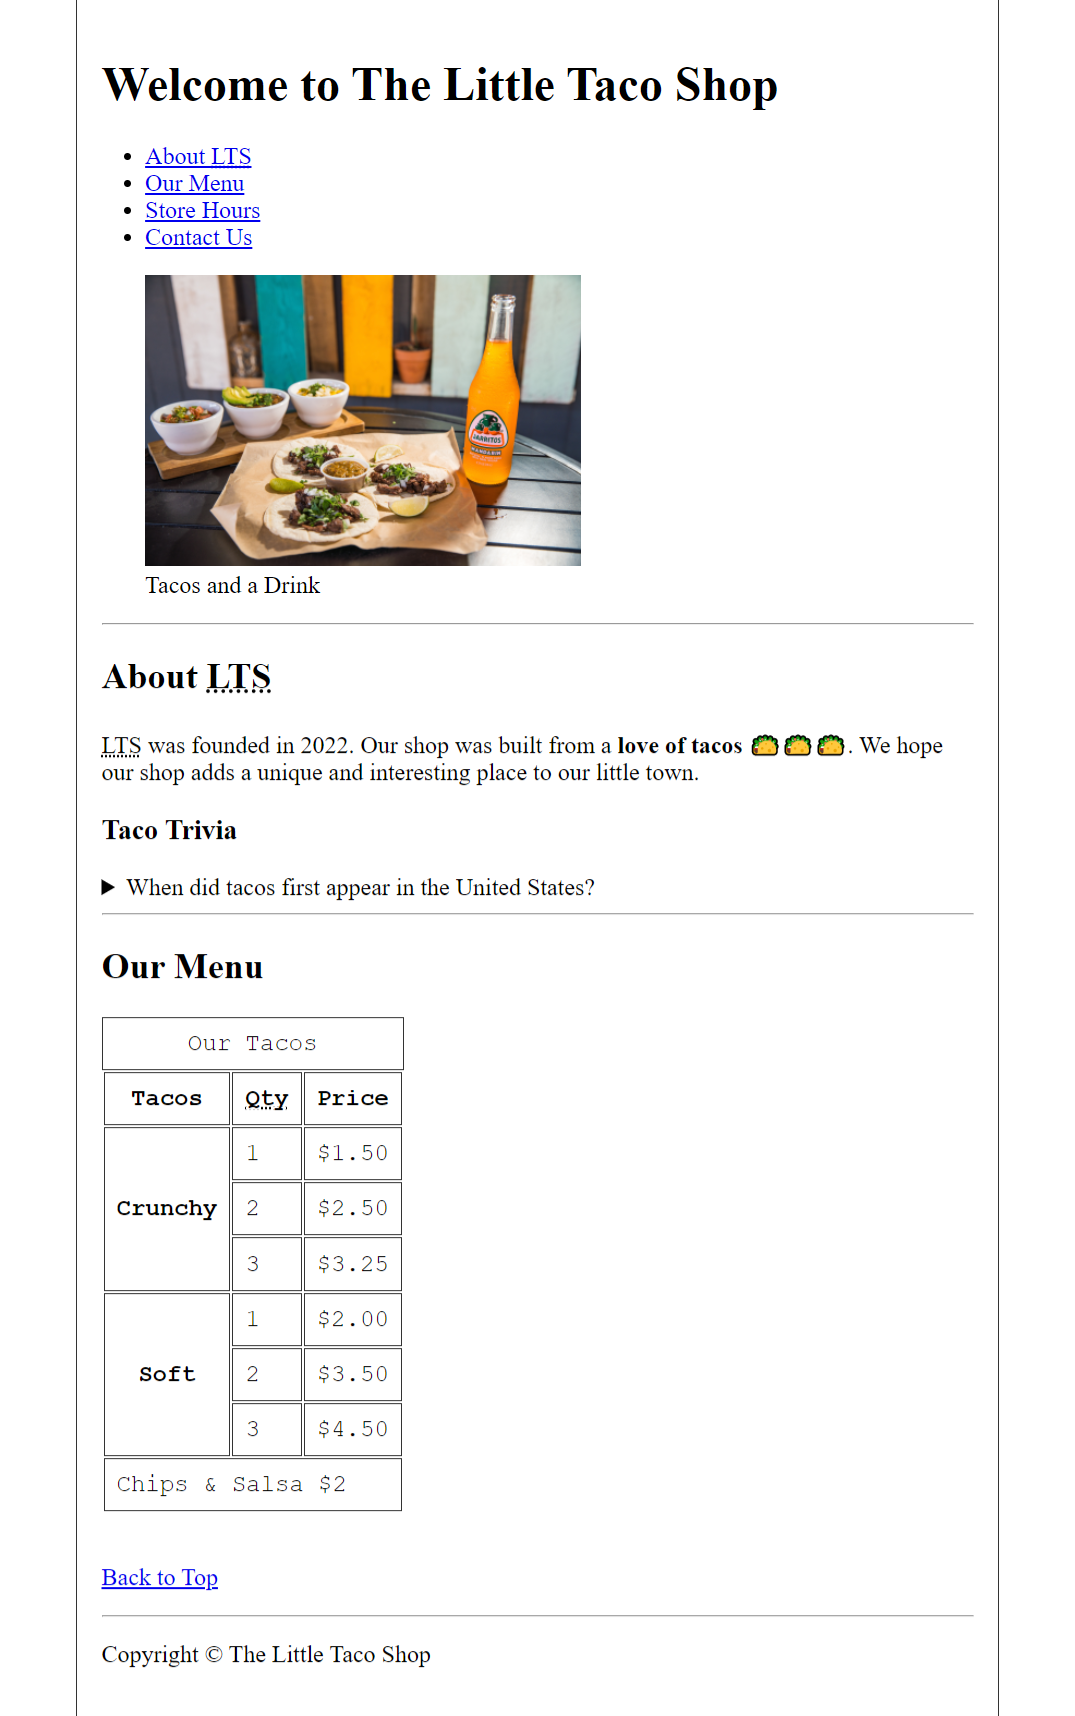 Welcome to The Little Taco Shop
About LTS
Our Menu
Store Hours
Contact Us
JARRITOS
MANDARIN
Tacos and a Drink
About LTS
LTS was founded in 2022. Our shop was built from a love of tacos 🌮🌮🌮. We hope
our shop adds a unique and interesting place to our little town.
Taco Trivia
When did tacos first appear in the United States?
Our Menu
Our Tacos
Tacos Qty Price
1 $1.50
Crunchy 2 $2.50
3 $3.25
1 $2.00
Soft 2 $3.50
3 $4.50
Chips & Salsa $2
Back to Top
Copyright © The Little Taco Shop